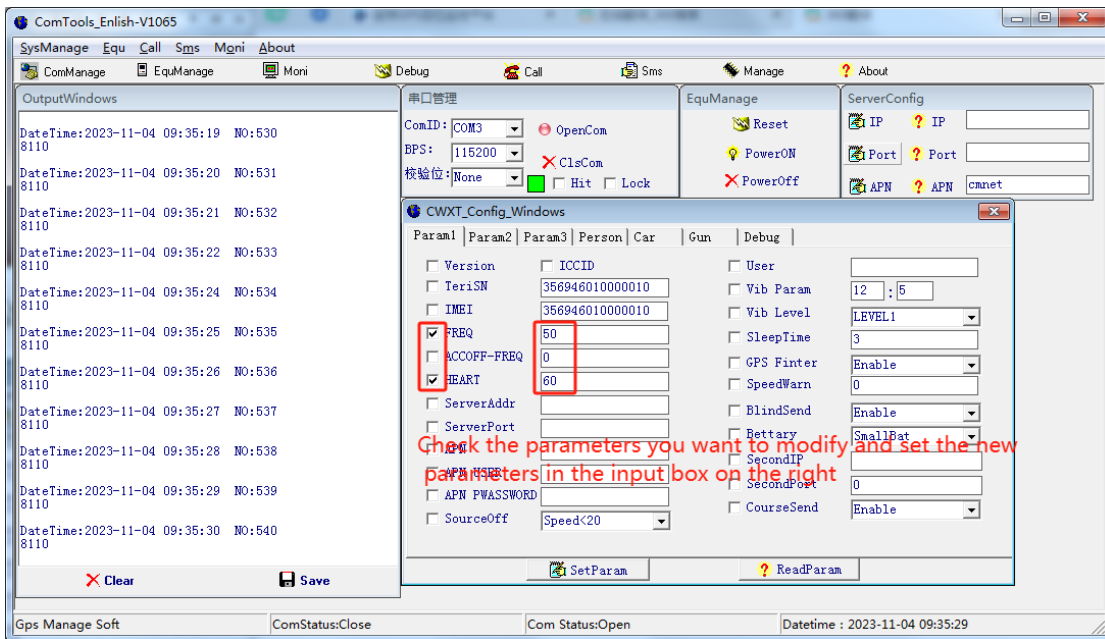 ComTools_Enlish-V1065
SysManage Equ Call Sms Moni About
ComManage EquManage Moni Debug Call Sms Manage About
OutputWindows
DateTime:2023-11-04 09:35:19 NO:530
8110
DateTime:2023-11-04 09:35:20 NO:531
8110
DateTime:2023-11-04 09:35:21 NO:532
8110
DateTime:2023-11-04 09:35:22 NO:533
8110
DateTime:2023-11-04 09:35:24 NO:534
8110
DateTime:2023-11-04 09:35:25 NO:535
8110
DateTime:2023-11-04 09:35:26 NO:536
8110
DateTime:2023-11-04 09:35:27 NO:537
8110
DateTime:2023-11-04 09:35:28 NO:538
8110
DateTime:2023-11-04 09:35:29 NO:539
8110
DateTime:2023-11-04 09:35:30 NO:540
8110
Clear Save
串口管理
ComID: COM3 OpenCom
BPS: 115200 ClsCom
校验位: None Hit Lock
EquManage
Reset
PowerON
PowerOff
ServerConfig
IP ? IP
Port ? Port
APN ? APN cmnet
CWXT_Config_Windows
Param1 Param2 Param3 Person Car Gun Debug
Version ICCID
TeriSN 356946010000010
IMEI 356946010000010
FREQ 50
ACCOFF-FREQ 0
HEART 60
ServerAddr
ServerPort
APN
APN USER
APN PWASSWORD
SourceOff Speed<20
User
Vib Param 12 : 5
Vib Level LEVEL1
SleepTime 3
GPS Finter Enable
SpeedWarn 0
BlindSend Enable
Bettary SmallBat
SecondIP
SecondPort 0
CourseSend Enable
Check the parameters you want to modify and set the new
parameters in the input box on the right
SetParam ? ReadParam
Gps Manage Soft ComStatus:Close Com Status:Open Datetime : 2023-11-04 09:35:29